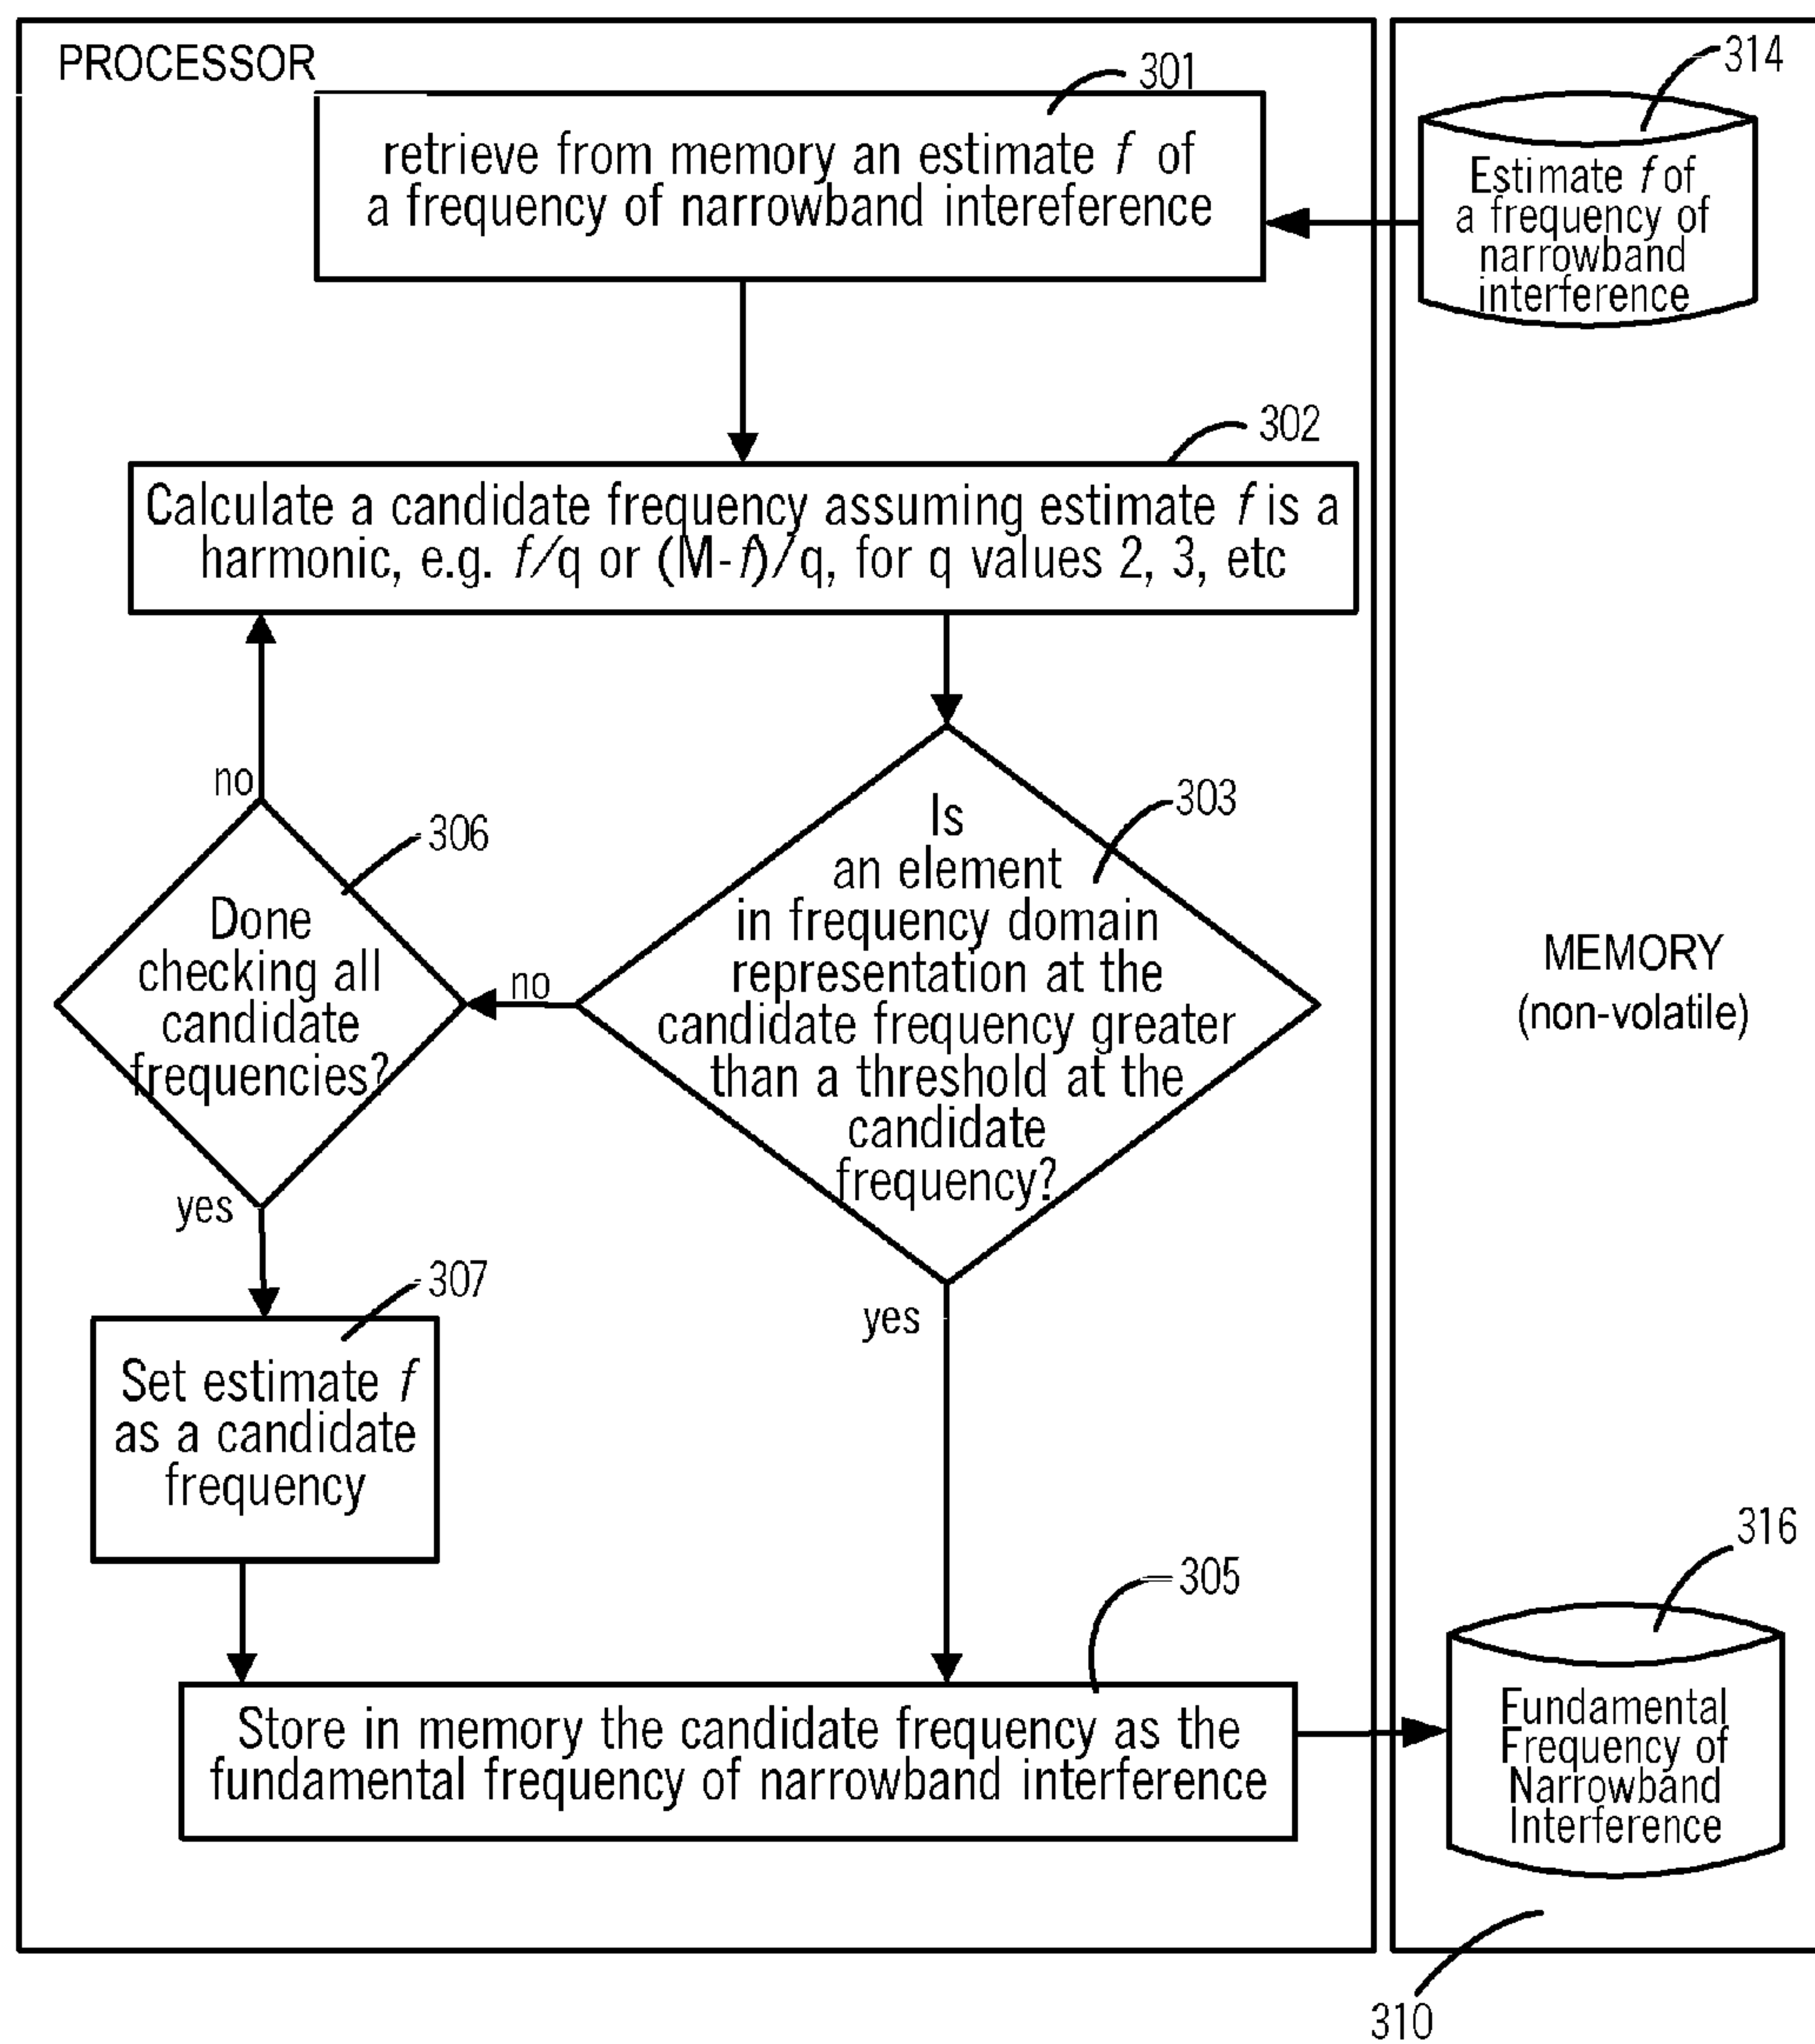 PROCESSOR
301
retrieve from memory an estimate f of
a frequency of narrowband intereference
314
Estimate f of
a frequency of
narrowband
interference
302
Calculate a candidate frequency assuming estimate f is a
harmonic, e.g. f/q or (M-f)/q, for q values 2, 3, etc
no
306
Done
checking all
candidate
frequencies?
no
303
Is
an element
in frequency domain
representation at the
candidate frequency greater
than a threshold at the
candidate
frequency?
MEMORY
(non-volatile)
yes
307
Set estimate f
as a candidate
frequency
yes
305
Store in memory the candidate frequency as the
fundamental frequency of narrowband interference
316
Fundamental
Frequency of
Narrowband
Interference
310